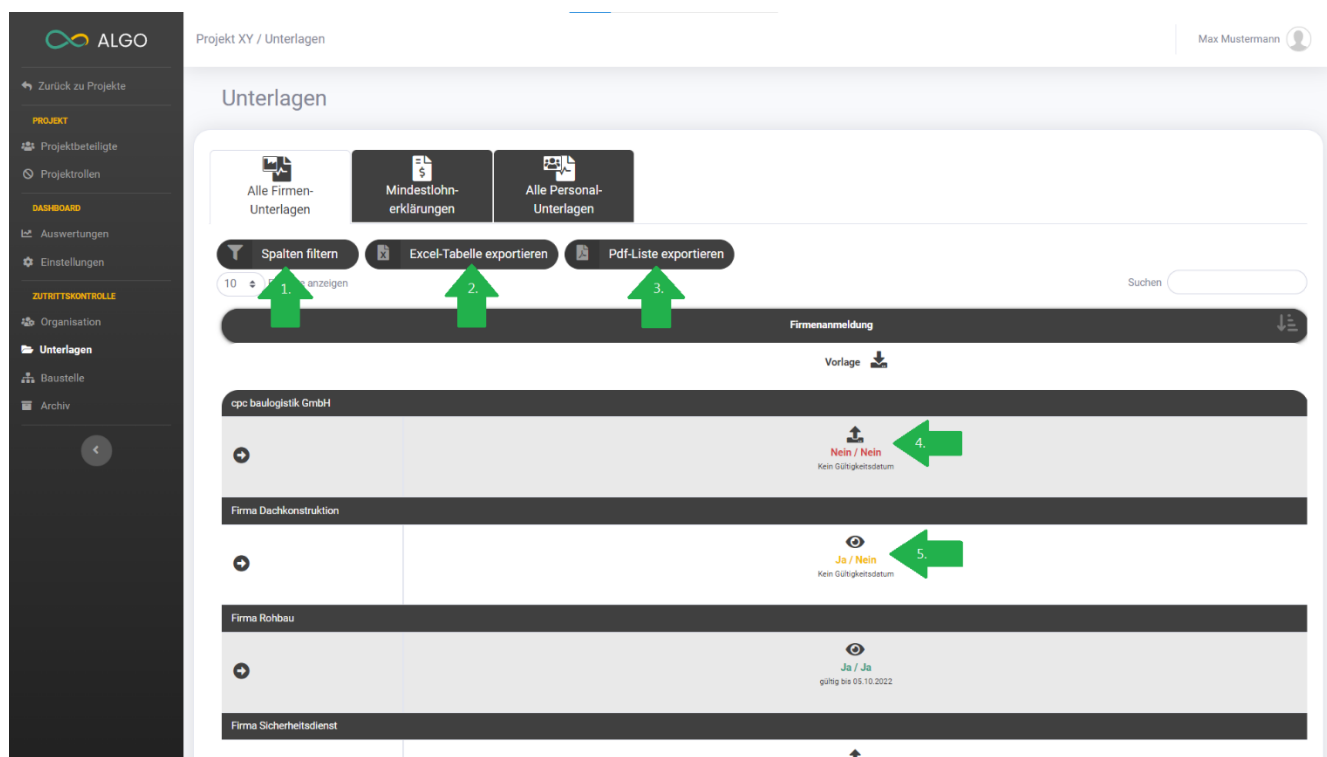 ALGO
Projekt XY / Unterlagen
Max Mustermann
Zurück zu Projekte
PROJEKT
Projektbeteiligte
Projektrollen
DASHBOARD
Auswertungen
Einstellungen
ZUTRITTSKONTROLLE
Organisation
Unterlagen
Baustelle
Archiv
Unterlagen
Alle Firmen-
Unterlagen
Mindestlohn-
erklärungen
Alle Personal-
Unterlagen
Spalten filtern
Excel-Tabelle exportieren
Pdf-Liste exportieren
1.
2.
3.
10
anzeigen
Suchen
Firmenanmeldung
Vorlage
cpc baulogistik GmbH
Nein / Nein
Kein Gültigkeitsdatum
4.
Firma Dachkonstruktion
Ja / Nein
Kein Gültigkeitsdatum
5.
Firma Rohbau
Ja / Ja
gültig bis 05.10.2022
Firma Sicherheitsdienst